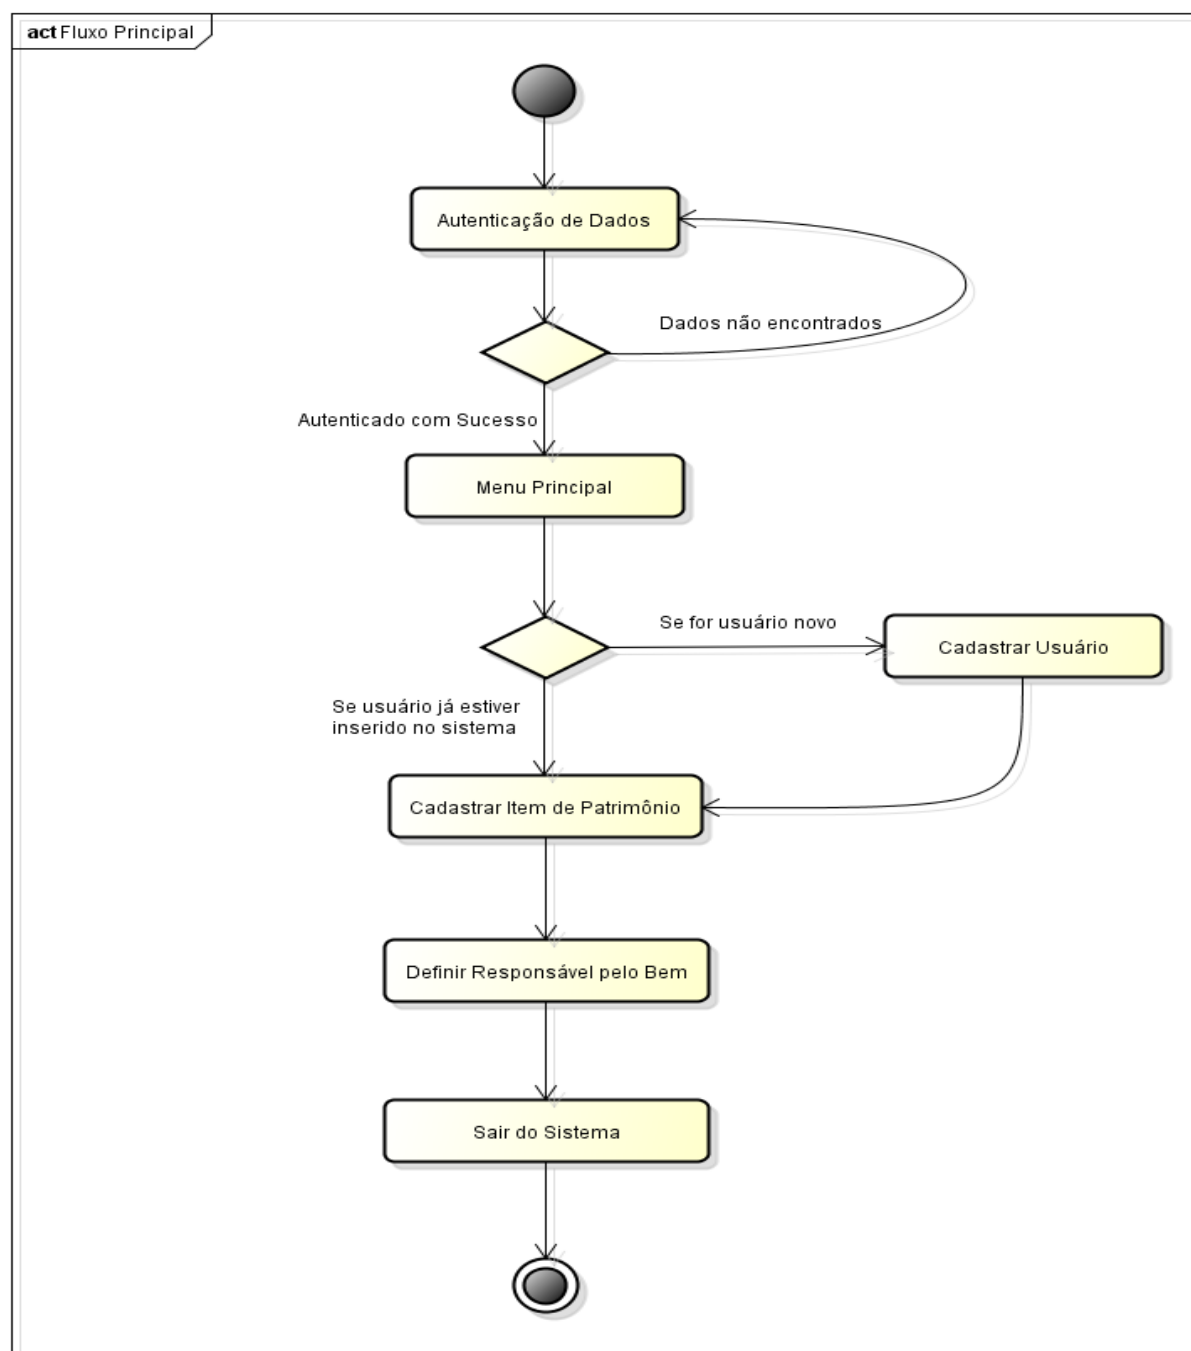 act Fluxo Principal
Autenticação de Dados
Dados não encontrados
Autenticado com Sucesso
Menu Principal
Se for usuário novo
Cadastrar Usuário
Se usuário já estiver
inserido no sistema
Cadastrar Item de Patrimônio
Definir Responsável pelo Bem
Sair do Sistema